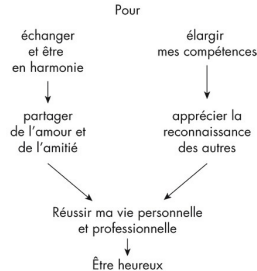 Pour
échanger
et être
en harmonie
élargir
mes compétences
partager
de l'amour et
de l'amitié
apprécier la
reconnaissance
des autres
Réussir ma vie personnelle
et professionnelle
Être heureux